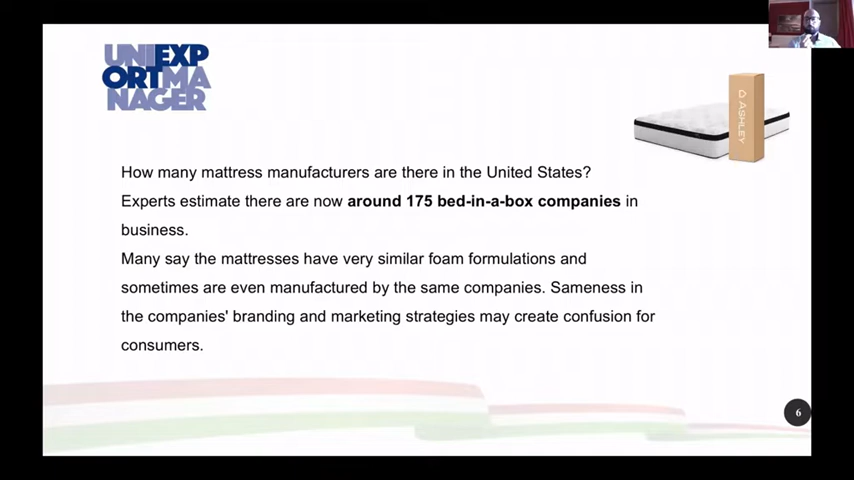 UNIEXP
ORTMA
NAGER
ASHLEY
How many mattress manufacturers are there in the United States?
Experts estimate there are now around 175 bed-in-a-box companies in
business.
Many say the mattresses have very similar foam formulations and
sometimes are even manufactured by the same companies. Sameness in
the companies' branding and marketing strategies may create confusion for
consumers.
6